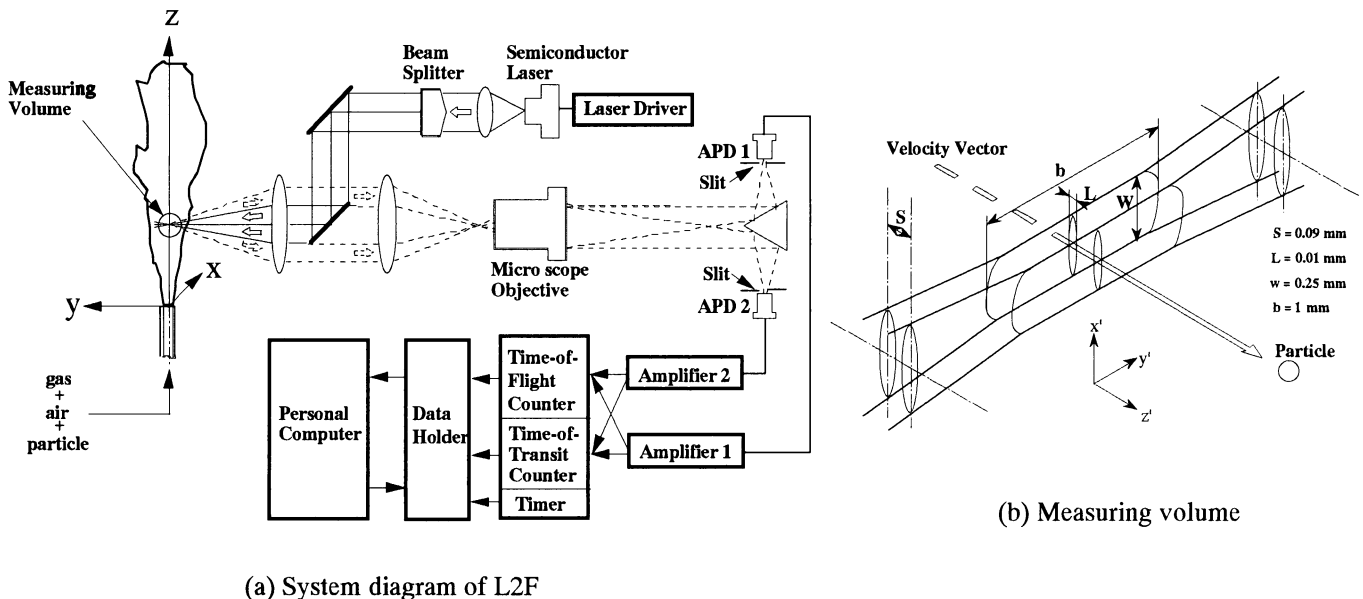 z
Measuring
Volume
Beam
Splitter
Semiconductor
Laser
Laser Driver
APD 1
Slit
X
y
Micro scope
Objective
Slit
APD 2
gas
+
air
+
particle
Personal
Computer
Data
Holder
Time-of-
Flight
Counter
Time-of-
Transit
Counter
Timer
Amplifier 2
Amplifier 1
(a) System diagram of L2F
Velocity Vector
b
L
W
S
S = 0.09 mm
L = 0.01 mm
w = 0.25 mm
b = 1 mm
x'
y'
z'
Particle
(b) Measuring volume